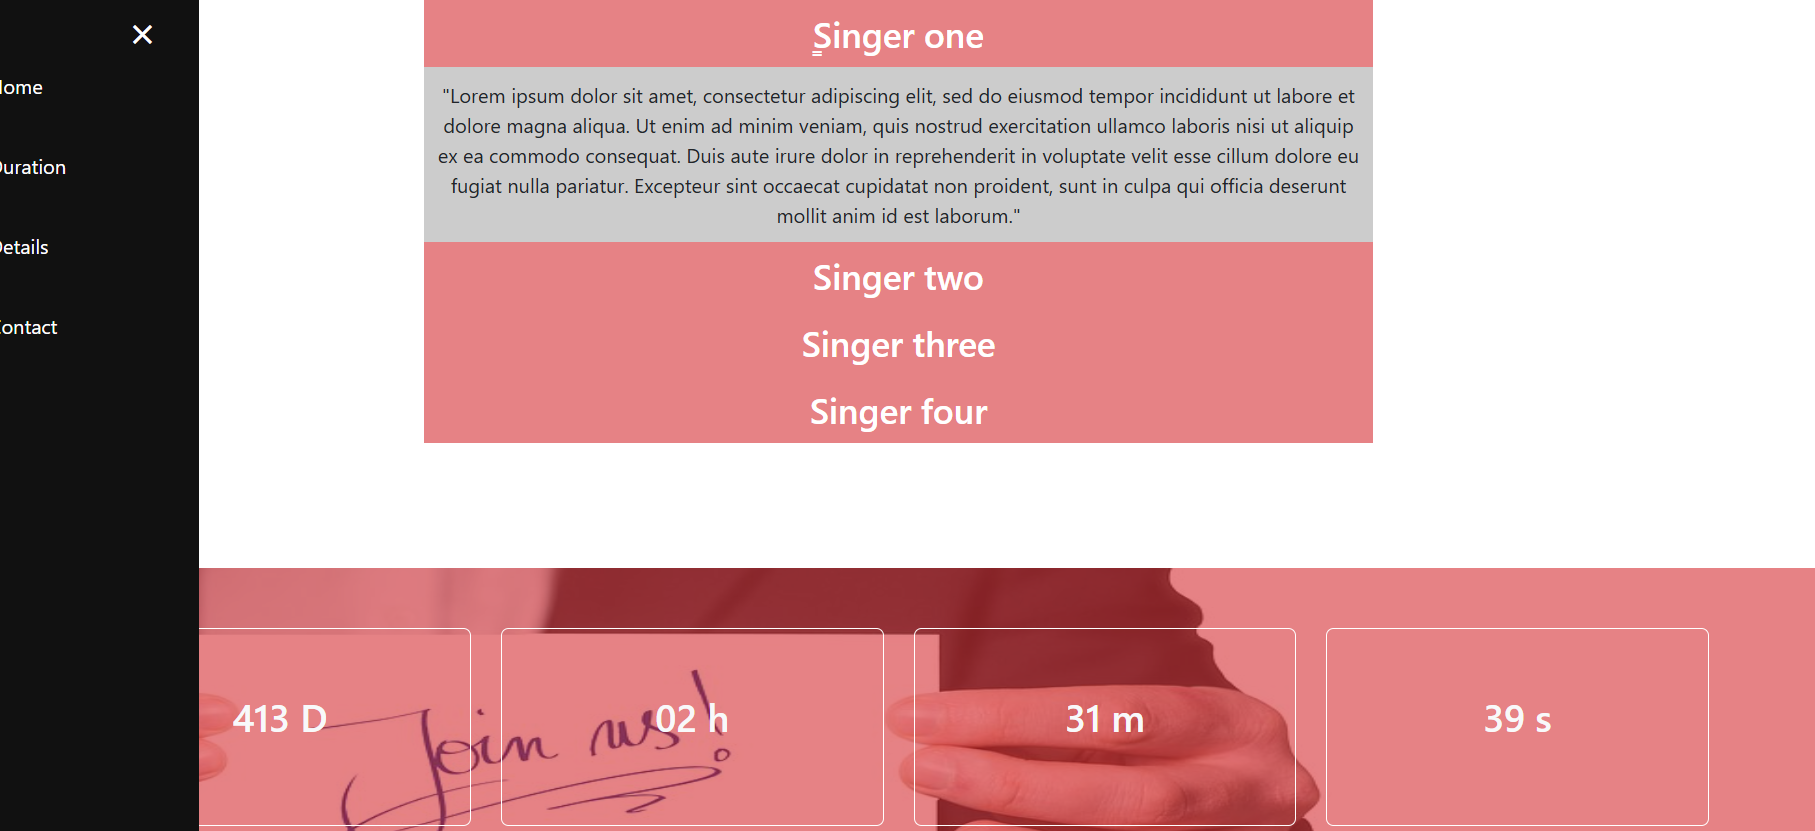 ome
uration
etails
ontact
Singer one
"Lorem ipsum dolor sit amet, consectetur adipiscing elit, sed do eiusmod tempor incididunt ut labore et
dolore magna aliqua. Ut enim ad minim veniam, quis nostrud exercitation ullamco laboris nisi ut aliquip
ex ea commodo consequat. Duis aute irure dolor in reprehenderit in voluptate velit esse cillum dolore eu
fugiat nulla pariatur. Excepteur sint occaecat cupidatat non proident, sunt in culpa qui officia deserunt
mollit anim id est laborum."
Singer two
Singer three
Singer four
413 D
02 h
31 m
39 s
Join us!